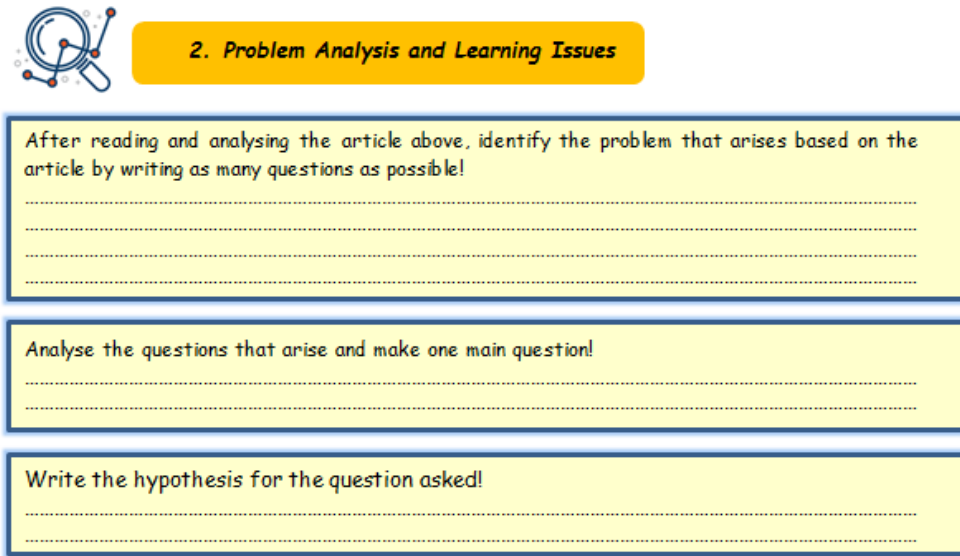 2. Problem Analysis and Learning Issues
After reading and analysing the article above, identify the problem that arises based on the
article by writing as many questions as possible!
Analyse the questions that arise and make one main question!
Write the hypothesis for the question asked!